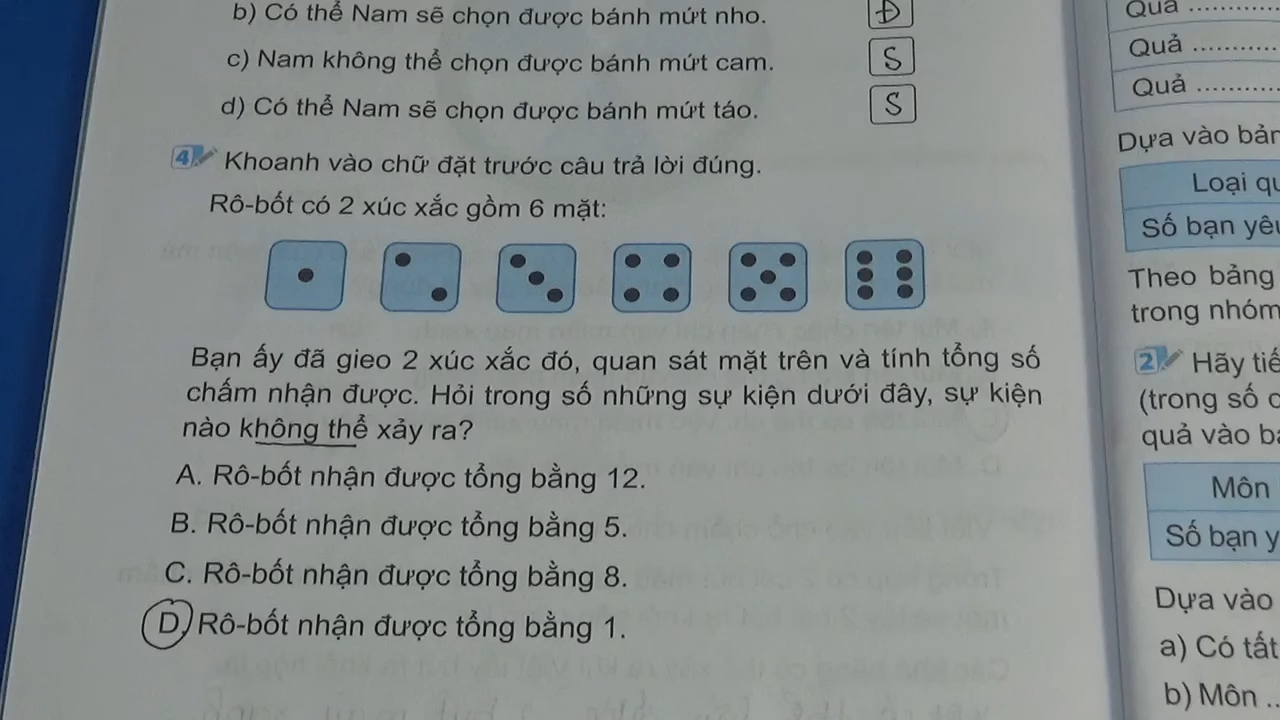 b) Có thể Nam sẽ chọn được bánh mứt nho. Đ
c) Nam không thể chọn được bánh mứt cam. S
d) Có thể Nam sẽ chọn được bánh mứt táo. S
4 Khoanh vào chữ đặt trước câu trả lời đúng.
Rô-bốt có 2 xúc xắc gồm 6 mặt:
Bạn ấy đã gieo 2 xúc xắc đó, quan sát mặt trên và tính tổng số
chấm nhận được. Hỏi trong số những sự kiện dưới đây, sự kiện
nào không thể xảy ra?
A. Rô-bốt nhận được tổng bằng 12.
B. Rô-bốt nhận được tổng bằng 5.
C. Rô-bốt nhận được tổng bằng 8.
D. Rô-bốt nhận được tổng bằng 1.
Quả ............
Quả ............
Quả ............
Dựa vào
Loại
Số bạn
Theo bảng
trong nhóm
2 Hãy
(trong số
quả vào
Môn
Số bạn
Dựa vào
a) Có tất
b) Môn ..